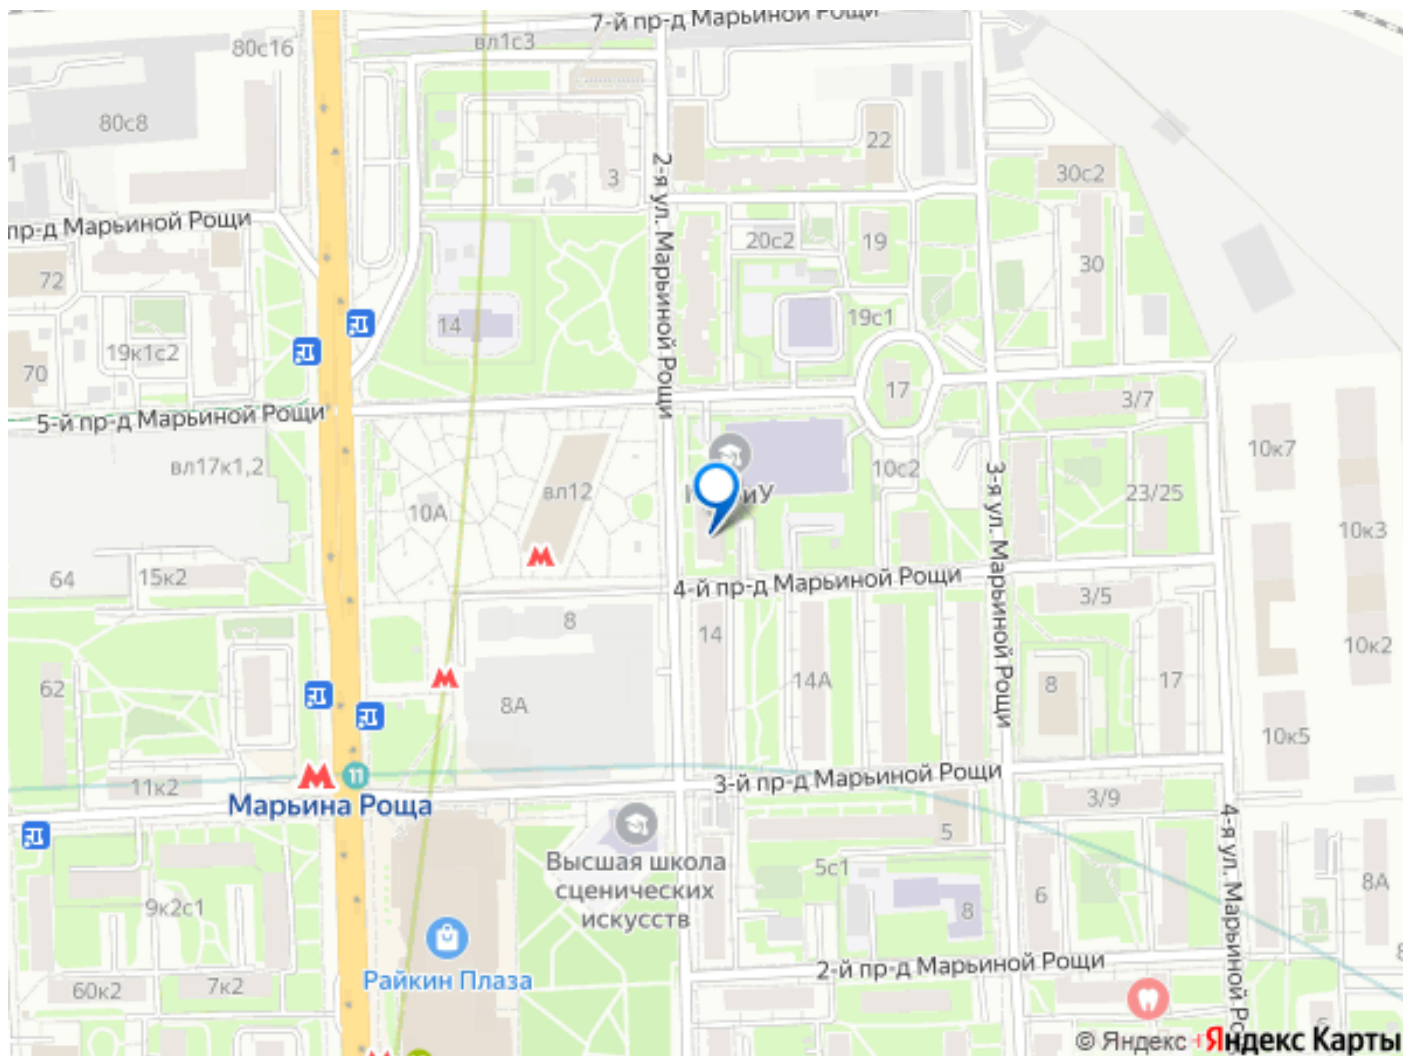 7-й пр-д Марьиной Рощи
80с16
вл1с3
80с8
22
3
30с2
2-я ул. Марьиной Рощи
пр-д Марьиной Рощи
20с2
19
30
72
14
19с1
19к1с2
70
17
3/7
5-й пр-д Марьиной Рощи
вл17к1,2
10с2
10к7
вл12
10А
23/25
3-я ул. Марьиной Рощи
10к3
64
15к2
4-й пр-д Марьиной Рощи
3/5
8
14
10к2
62
14А
8
17
8А
10к5
11
11к2
3-й пр-д Марьиной Рощи
Марьина Роща
3/9
5
4-я ул. Марьиной
Высшая школа
сценических
искусств
5с1
8А
9к2с1
6
8
Райкин Плаза
2-й пр-д Марьиной Рощи
60к2
7к2
© Яндекс
Яндекс Карты